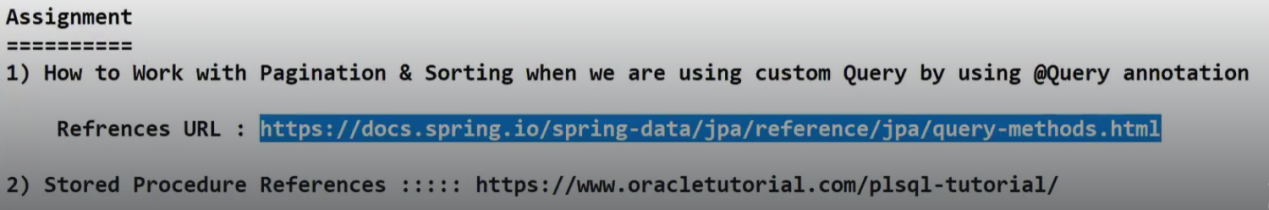 Assignment
==========
1) How to Work with Pagination & Sorting when we are using custom Query by using @Query annotation
Refrences URL : https://docs.spring.io/spring-data/jpa/reference/jpa/query-methods.html
2) Stored Procedure References ::::: https://www.oracletutorial.com/plsql-tutorial/